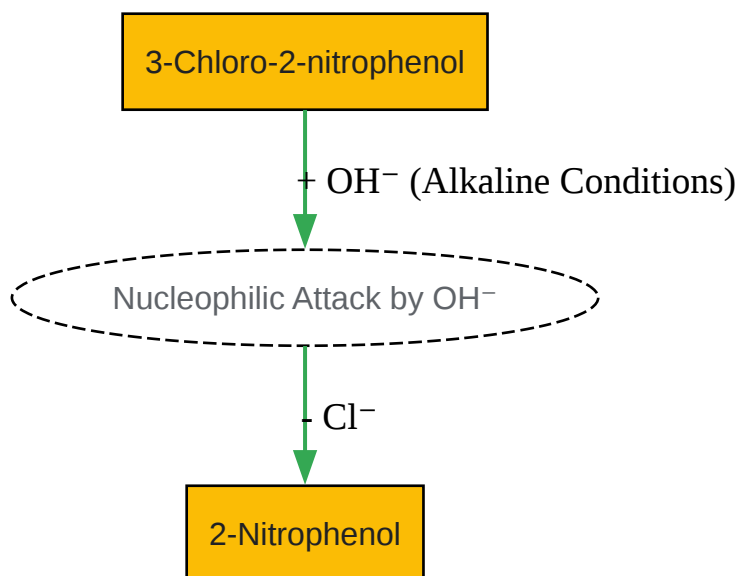 3-Chloro-2-nitrophenol
+ OH⁻ (Alkaline Conditions)
Nucleophilic Attack by OH⁻
- Cl⁻
2-Nitrophenol